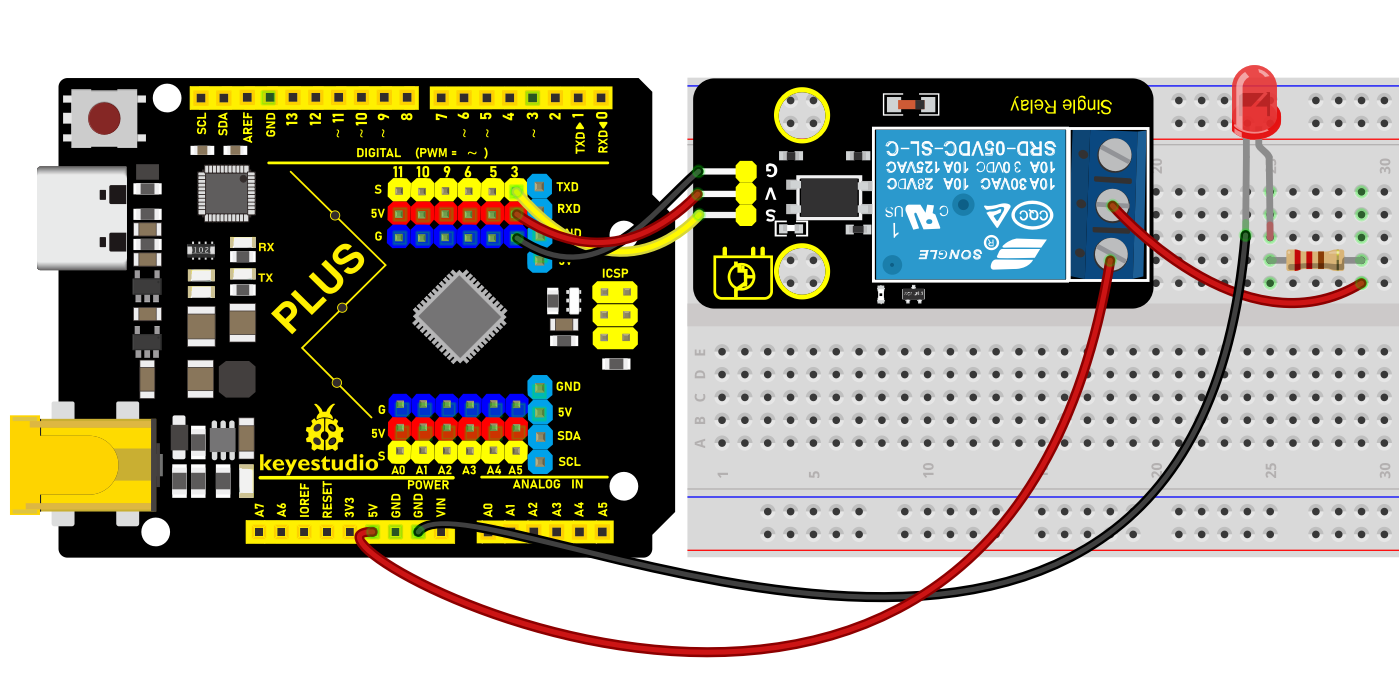 SCL
SDA
AREF
GND
13
12
~11
~10
~9
8
7
~6
~5
4
~3
2
TXD▶1
RXD◀0
DIGITAL (PWM = ~ )
11 10 9 6 5 3
S
5V
G
TXD
RXD
GND
5V
RX
TX
102
PLUS
ICSP
G
5V
S
GND
5V
SDA
SCL
A0 A1 A2 A3 A4 A5
keyestudio
POWER
ANALOG IN
A7
A6
IOREF
RESET
3V3
5V
GND
GND
VIN
A0
A1
A2
A3
A4
A5
Single Relay
G
V
S
SRD-05VDC-SL-C
10A 125VAC
10A 28VDC
10A 30VAC
CQC
C US
1
SONGLE
®
20
25
30
E
D
C
B
A
1
5
10
20
25
30